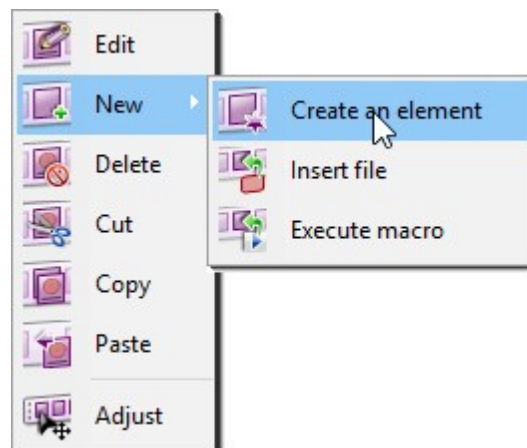 Edit
New
Create an element
Insert file
Execute macro
Delete
Cut
Copy
Paste
Adjust